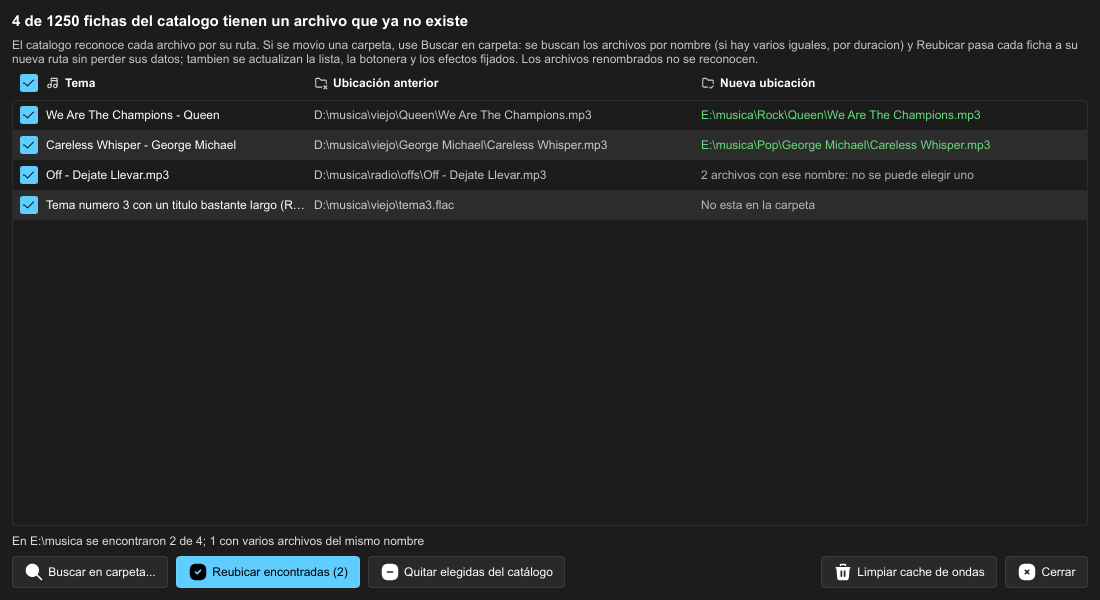 4 de 1250 fichas del catalogo tienen un archivo que ya no existe
El catalogo reconoce cada archivo por su ruta. Si se movio una carpeta, use Buscar en carpeta: se buscan los archivos por nombre (si hay varios iguales, por duracion) y Reubicar pasa cada ficha a su
nueva ruta sin perder sus datos; tambien se actualizan la lista, la botonera y los efectos fijados. Los archivos renombrados no se reconocen.
Tema Ubicación anterior Nueva ubicación
We Are The Champions - Queen D:\musica\viejo\Queen\We Are The Champions.mp3 E:\musica\Rock\Queen\We Are The Champions.mp3
Careless Whisper - George Michael D:\musica\viejo\George Michael\Careless Whisper.mp3 E:\musica\Pop\George Michael\Careless Whisper.mp3
Off - Dejate Llevar.mp3 D:\musica\radio\offs\Off - Dejate Llevar.mp3 2 archivos con ese nombre: no se puede elegir uno
Tema numero 3 con un titulo bastante largo (R... D:\musica\viejo\tema3.flac No esta en la carpeta
En E:\musica se encontraron 2 de 4; 1 con varios archivos del mismo nombre
Buscar en carpeta... Reubicar encontradas (2) Quitar elegidas del catálogo Limpiar cache de ondas Cerrar